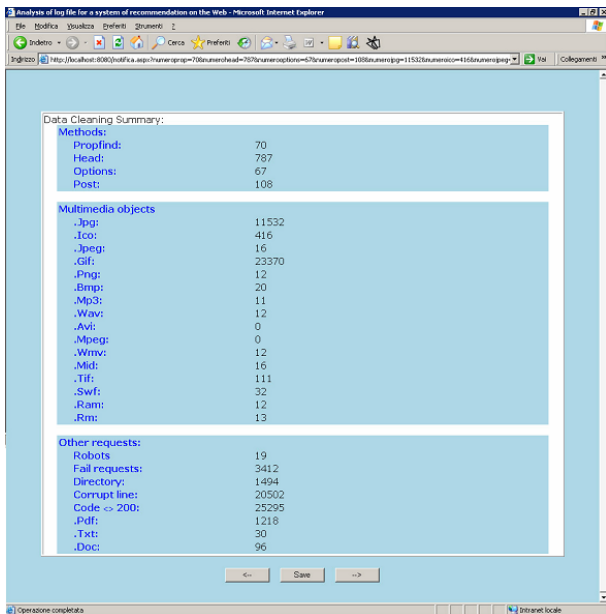 Analysis of log file for a system of recommendation on the Web - Microsoft Internet Explorer
File Modifica Visualizza Preferiti Strumenti ?
Indietro Cerca Preferiti
Indirizzo http://localhost:8080/notifica.aspx?numeroprop=70&numerohead=787&numerooptions=67&numeropost=108&numerojpg=11532&numeroico=416&numerojpeg= Vai Collegamenti »
Data Cleaning Summary:
Methods:
Propfind: 70
Head: 787
Options: 67
Post: 108
Multimedia objects
.Jpg: 11532
.Ico: 416
.Jpeg: 16
.Gif: 23370
.Png: 12
.Bmp: 20
.Mp3: 11
.Wav: 12
.Avi: 0
.Mpeg: 0
.Wmv: 12
.Mid: 16
.Tif: 111
.Swf: 32
.Ram: 12
.Rm: 13
Other requests:
Robots 19
Fail requests: 3412
Directory: 1494
Corrupt line: 20502
Code <> 200: 25295
.Pdf: 1218
.Txt: 30
.Doc: 96
<-- Save -->
Operazione completata Intranet locale